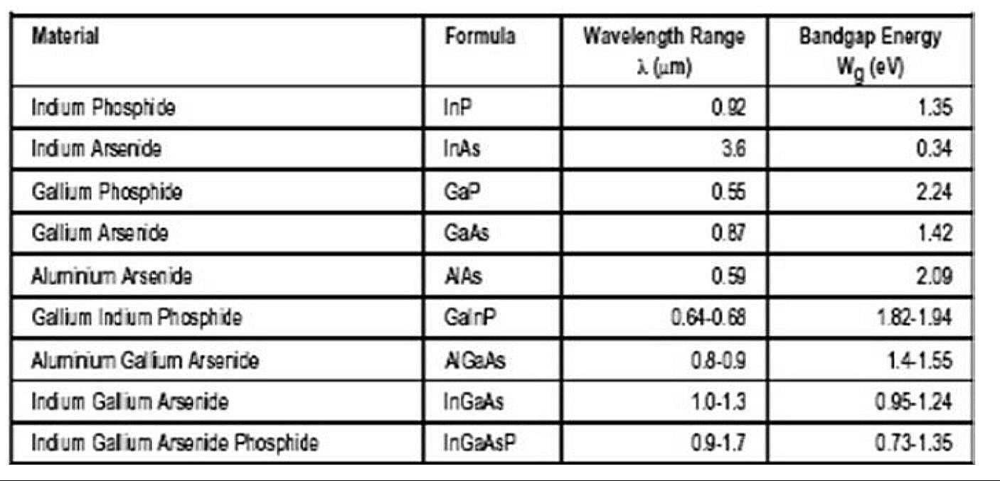 Material Formula Wavelength Range Bandgap Energy
λ (μm) Wg (eV)
Indium Phosphide InP 0.92 1.35
Indium Arsenide InAs 3.6 0.34
Gallium Phosphide GaP 0.55 2.24
Gallium Arsenide GaAs 0.87 1.42
Aluminium Arsenide AlAs 0.59 2.09
Gallium Indium Phosphide GaInP 0.64-0.68 1.82-1.94
Aluminium Gallium Arsenide AlGaAs 0.8-0.9 1.4-1.55
Indium Gallium Arsenide InGaAs 1.0-1.3 0.95-1.24
Indium Gallium Arsenide Phosphide InGaAsP 0.9-1.7 0.73-1.35